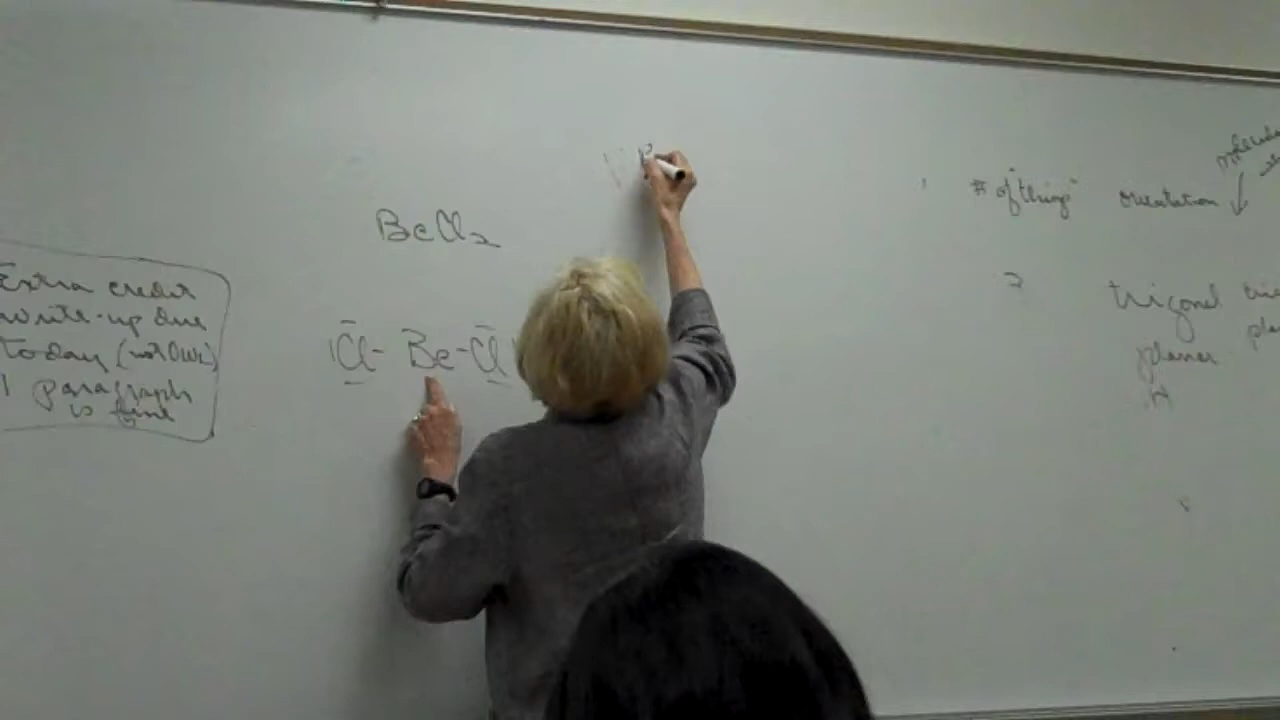 BeCl2
Cl - Be - Cl
Extra credit
write-up due
today (not OWL)
1 paragraph
is fine
# of "things" orientation
trigonal
planar